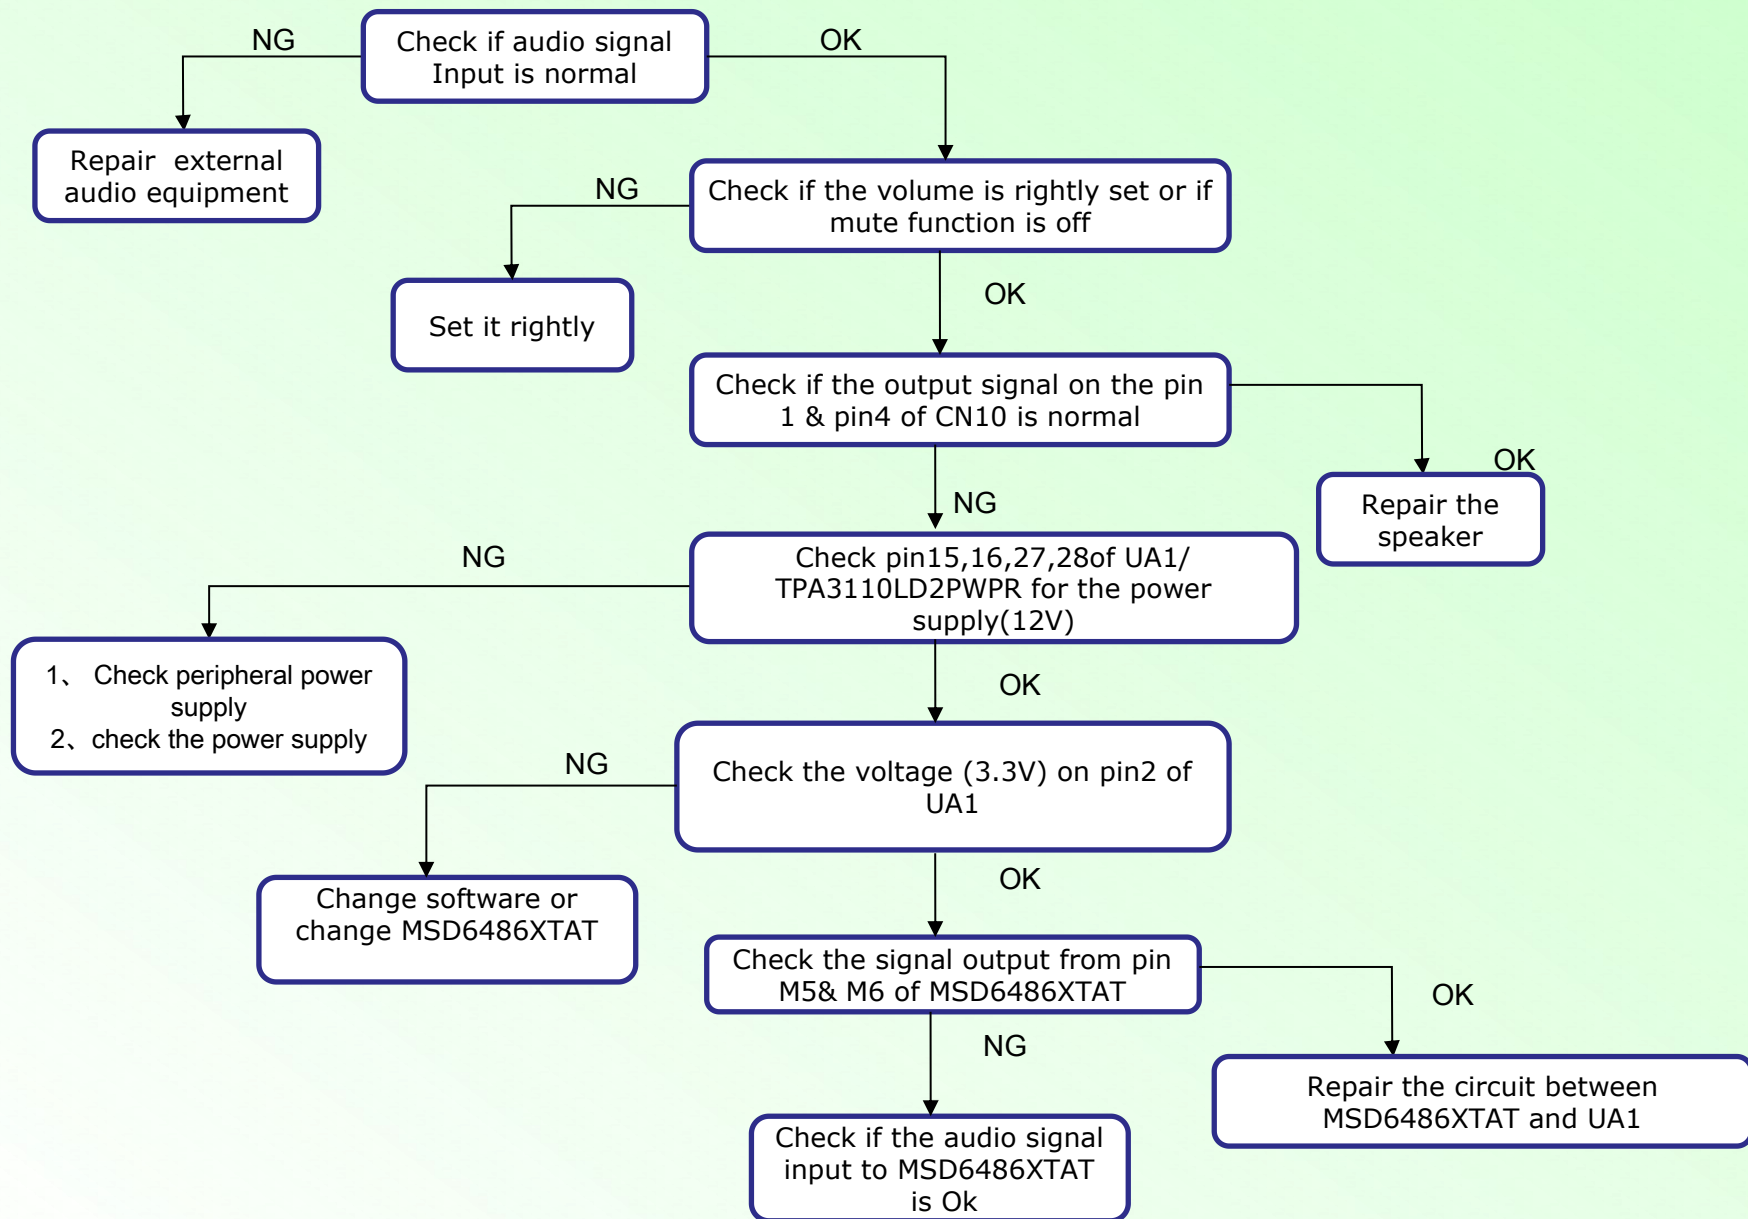 NG
Check if audio signal
Input is normal
OK
Repair  external
audio equipment
NG
Check if the volume is rightly set or if
mute function is off
Set it rightly
OK
Check if the output signal on the pin
1 & pin4 of CN10 is normal
OK
Repair the
speaker
NG
NG
Check pin15,16,27,28of UA1/
TPA3110LD2PWPR for the power
supply(12V)
1、 Check peripheral power
supply
2、check the power supply
OK
NG
Check the voltage (3.3V) on pin2 of
UA1
Change software or
change MSD6486XTAT
OK
Check the signal output from pin
M5& M6 of MSD6486XTAT
OK
NG
Repair the circuit between
MSD6486XTAT and UA1
Check if the audio signal
input to MSD6486XTAT
is Ok